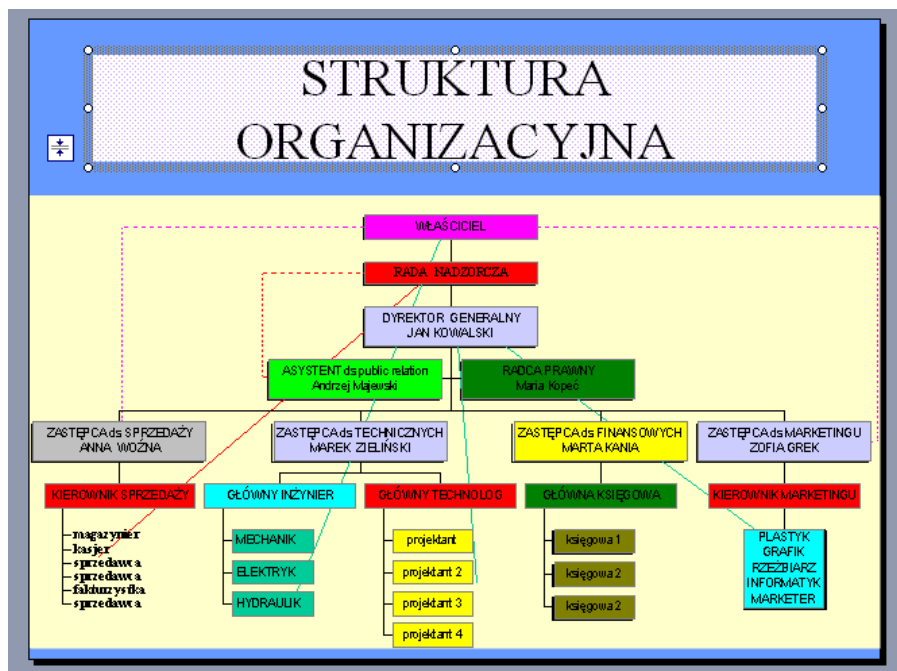 STRUKTURA
ORGANIZACYJNA
WŁAŚCICIEL
RADA NADZORCZA
DYREKTOR GENERALNY
JAN KOWALSKI
ASYSTENT ds public relation
Andrzej Majewski
RADCA PRAWNY
Maria Kopeć
ZASTĘPCA ds SPRZEDAŻY
ANNA WOŹNA
ZASTĘPCA ds TECHNICZNYCH
MAREK ZIELIŃSKI
ZASTĘPCA ds FINANSOWYCH
MARTA KANIA
ZASTĘPCA ds MARKETINGU
ZOFIA GREK
KIEROWNIK SPRZEDAŻY
GŁÓWNY INŻYNIER
GŁÓWNY TECHNOLOG
GŁÓWNA KSIĘGOWA
KIEROWNIK MARKETINGU
magazynier
kasjer
sprzedawca
sprzedawca
fakturzystka
sprzedawca
MECHANIK
ELEKTRYK
HYDRAULIK
projektant
projektant 2
projektant 3
projektant 4
księgowa 1
księgowa 2
księgowa 2
PLASTYK
GRAFIK
RZEŹBIARZ
INFORMATYK
MARKETER